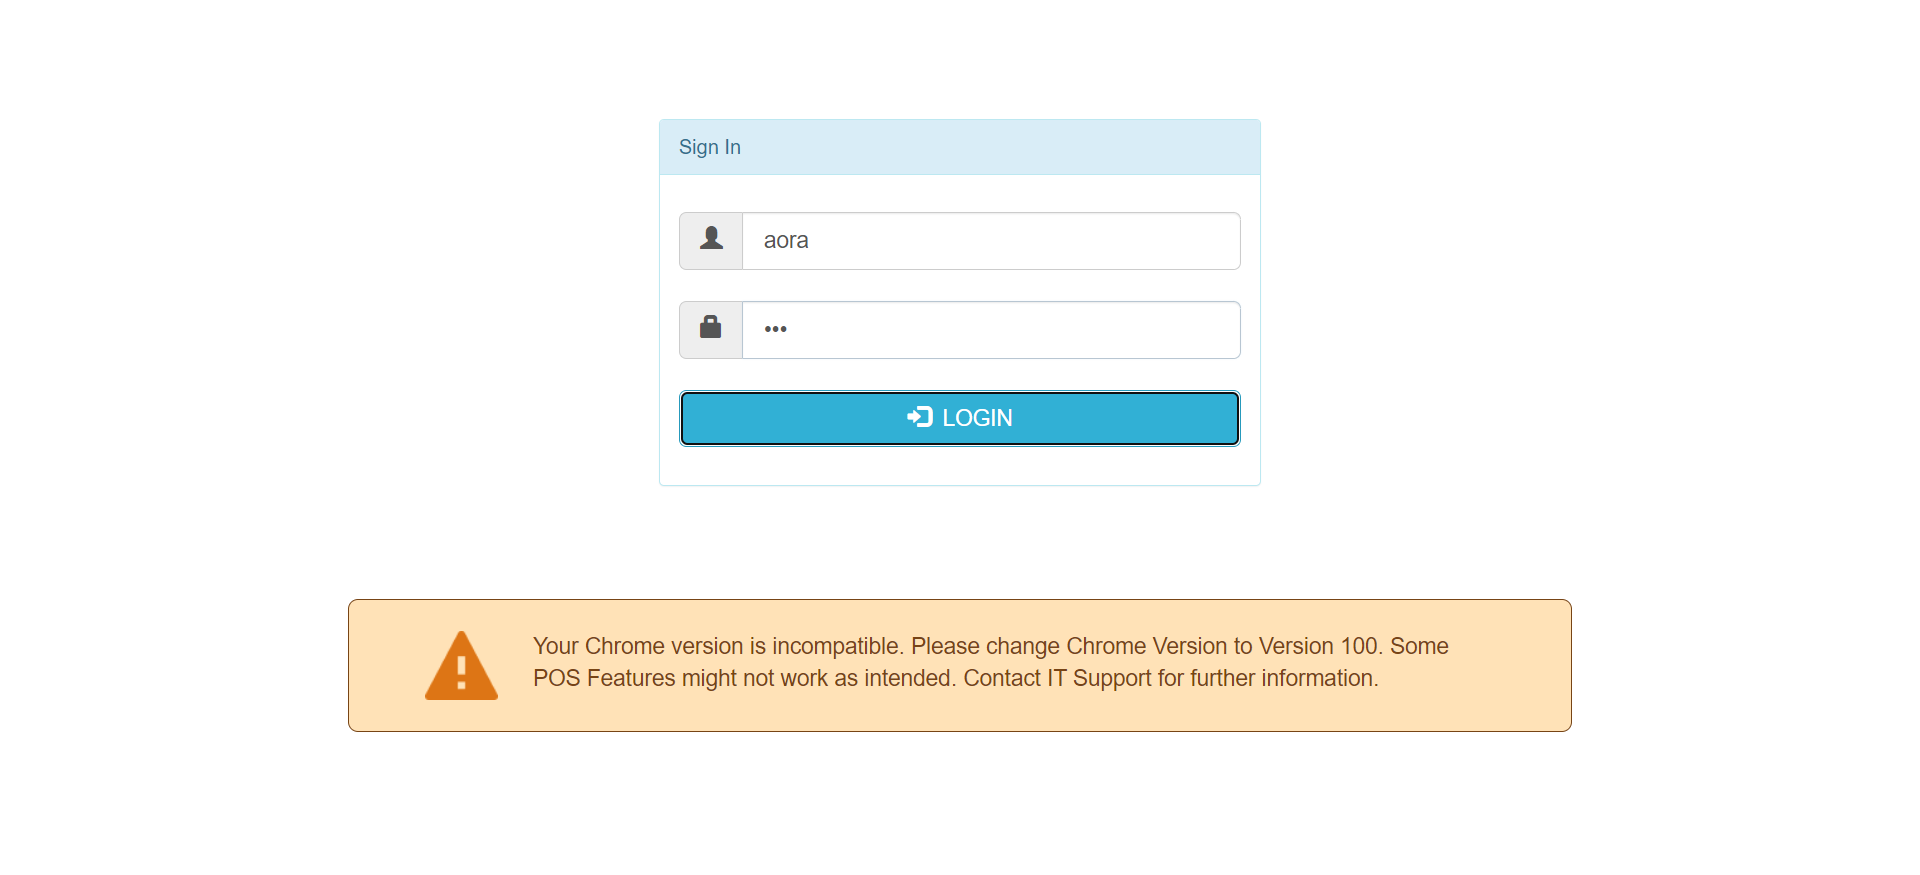 Sign In
aora
•••
LOGIN
Your Chrome version is incompatible. Please change Chrome Version to Version 100. Some
POS Features might not work as intended. Contact IT Support for further information.